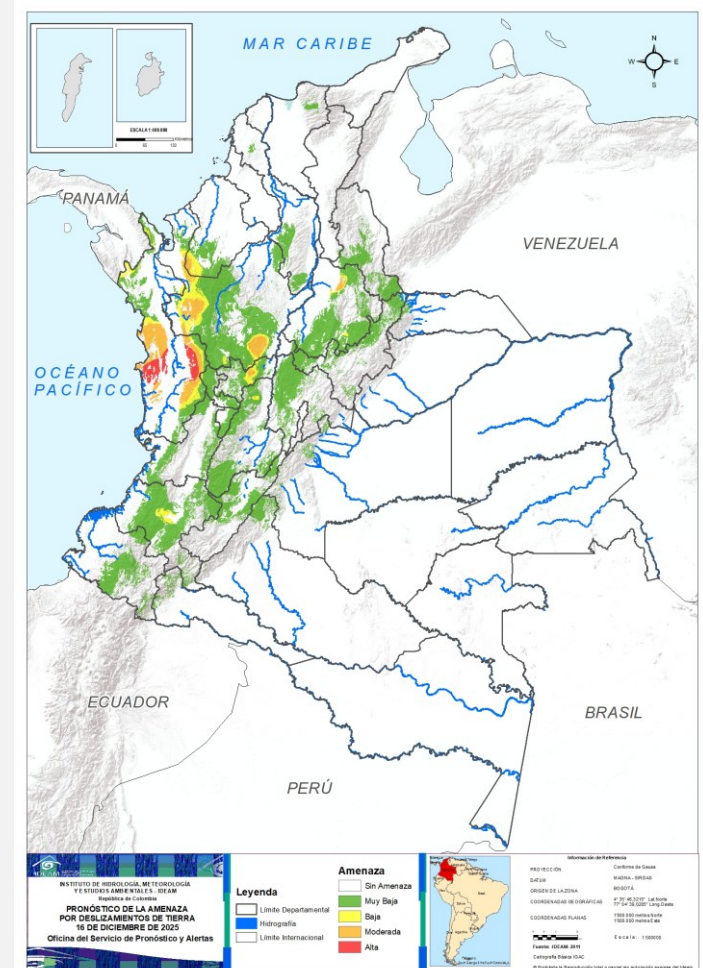 MAR CARIBE
N
W
E
S
PANAMÁ
VENEZUELA
OCÉANO
PACÍFICO
ECUADOR
BRASIL
PERÚ
IDEAM
INSTITUTO DE HIDROLOGÍA, METEOROLOGÍA
Y ESTUDIOS AMBIENTALES - IDEAM
República de Colombia
PRONÓSTICO DE LA AMENAZA
POR DESLIZAMIENTOS DE TIERRA
16 DE DICIEMBRE DE 2025
Oficina del Servicio de Pronóstico y Alertas
Leyenda
Límite Departamental
Hidrografía
Límite Internacional
Amenaza
Sin Amenaza
Muy Baja
Baja
Moderada
Alta
Información de Referencia
PROYECCIÓN Conforme de Gauss
DATUM MAGNA - SIRGAS
ORIGEN DE LA ZONA BOGOTÁ
COORDENADAS GEOGRÁFICAS
COORDENADAS PLANAS
Fuente: IDEAM 2011
Cartografía Básica IGAC